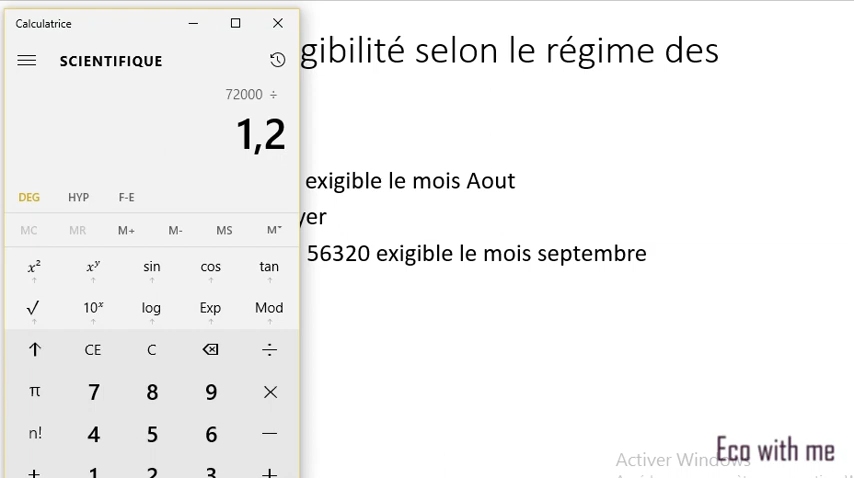 Calculatrice
gibilité selon le régime des
SCIENTIFIQUE
72000 ÷
1,2
exigible le mois Aout
DEG HYP F-E
yer
MC MR M+ M- MS M˅
56320 exigible le mois septembre
x² xʸ sin cos tan
√ 10ˣ log Exp Mod
↑ CE C ⌫ ÷
π 7 8 9 ×
n! 4 5 6 −
± 1 2 3 +
Eco with me
Activer Windows